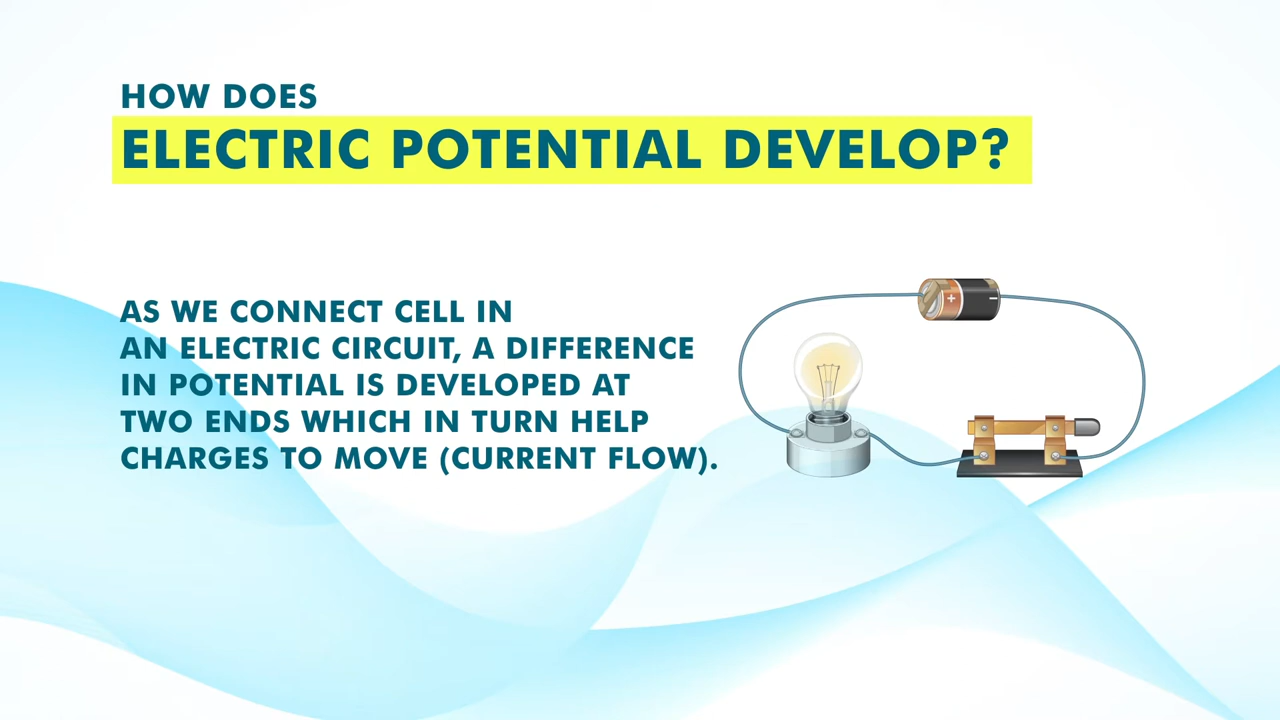 HOW DOES
ELECTRIC POTENTIAL DEVELOP?
AS WE CONNECT CELL IN
AN ELECTRIC CIRCUIT, A DIFFERENCE
IN POTENTIAL IS DEVELOPED AT
TWO ENDS WHICH IN TURN HELP
CHARGES TO MOVE (CURRENT FLOW).
+ −